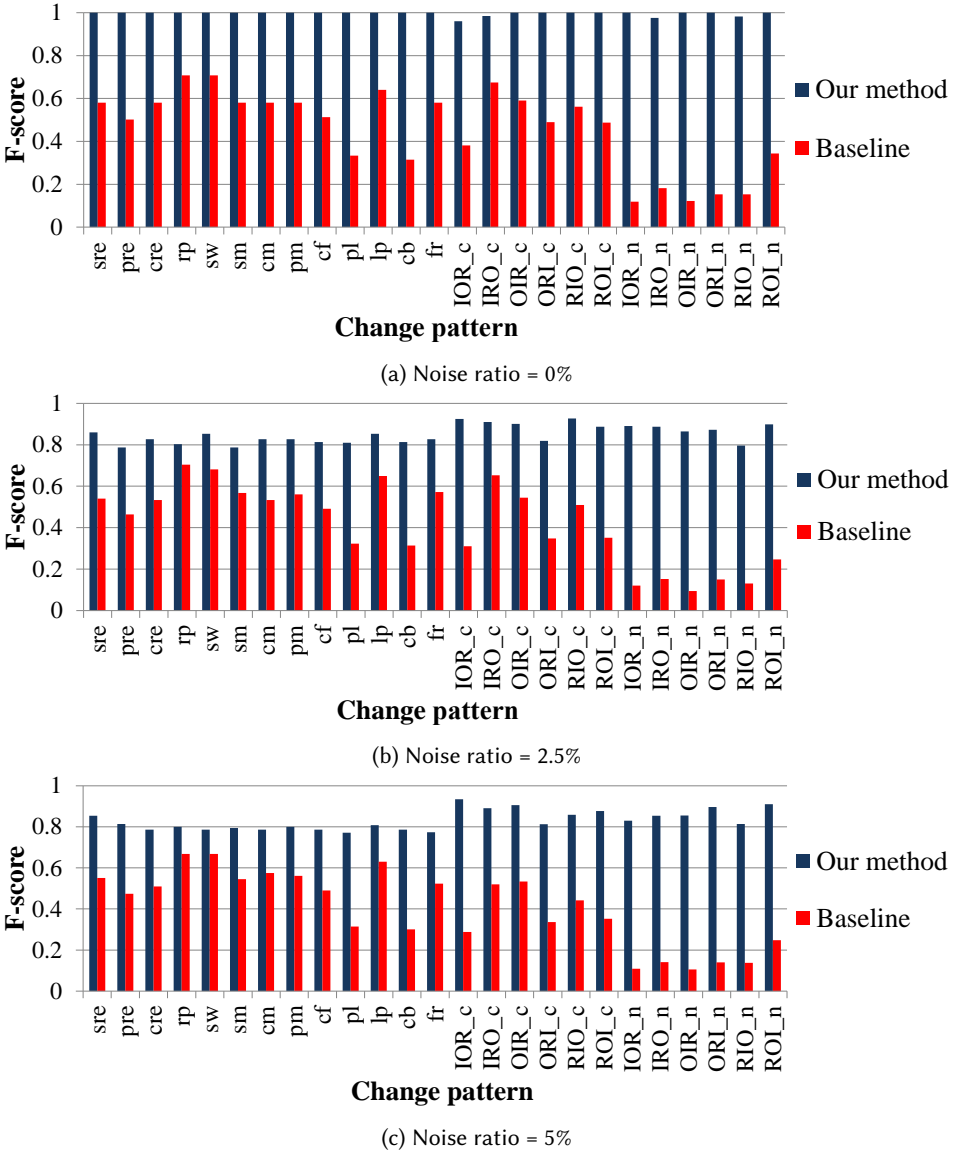 1
0.8
0.6
0.4
0.2
0
F-score
sre pre cre rp sw sm cm pm cf pl lp cb fr IOR_c IRO_c OIR_c ORI_c RIO_c ROI_c IOR_n IRO_n OIR_n ORI_n RIO_n ROI_n
Change pattern
Our method
Baseline
(a) Noise ratio = 0%
1
0.8
0.6
0.4
0.2
0
F-score
sre pre cre rp sw sm cm pm cf pl lp cb fr IOR_c IRO_c OIR_c ORI_c RIO_c ROI_c IOR_n IRO_n OIR_n ORI_n RIO_n ROI_n
Change pattern
Our method
Baseline
(b) Noise ratio = 2.5%
1
0.8
0.6
0.4
0.2
0
F-score
sre pre cre rp sw sm cm pm cf pl lp cb fr IOR_c IRO_c OIR_c ORI_c RIO_c ROI_c IOR_n IRO_n OIR_n ORI_n RIO_n ROI_n
Change pattern
Our method
Baseline
(c) Noise ratio = 5%